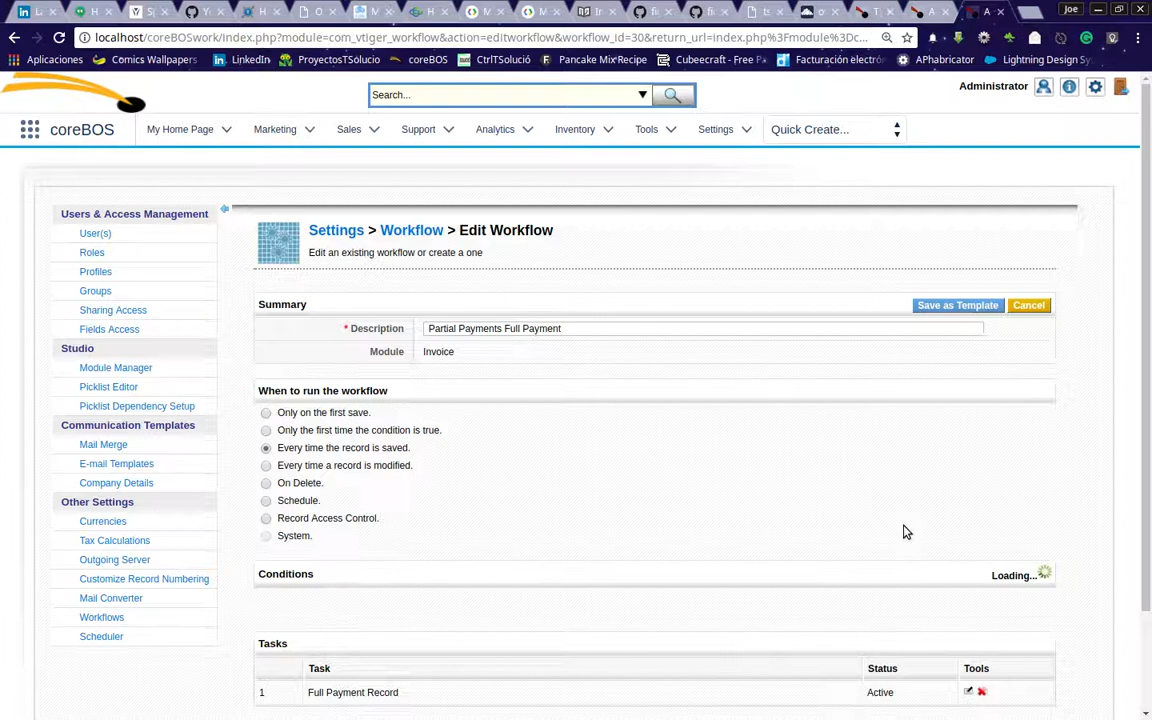 Joe
localhost/coreBOSwork/index.php?module=com_vtiger_workflow&action=editworkflow&workflow_id=30&return_url=index.php%3Fmodule%3Dc...
Aplicaciones Comics Wallpapers LinkedIn ProyectosTSolucio coreBOS CtrlTSolució Pancake Mix Recipe Cubeecraft - Free Pa Facturación electró APhabricator Lightning Design Sy
Search...
Administrator
coreBOS My Home Page Marketing Sales Support Analytics Inventory Tools Settings Quick Create...
Users & Access Management
User(s)
Roles
Profiles
Groups
Sharing Access
Fields Access
Studio
Module Manager
Picklist Editor
Picklist Dependency Setup
Communication Templates
Mail Merge
E-mail Templates
Company Details
Other Settings
Currencies
Tax Calculations
Outgoing Server
Customize Record Numbering
Mail Converter
Workflows
Scheduler
Settings > Workflow > Edit Workflow
Edit an existing workflow or create a one
Summary Save as Template Cancel
* Description Partial Payments Full Payment
Module Invoice
When to run the workflow
Only on the first save.
Only the first time the condition is true.
Every time the record is saved.
Every time a record is modified.
On Delete.
Schedule.
Record Access Control.
System.
Conditions Loading...
Tasks
Task Status Tools
1 Full Payment Record Active